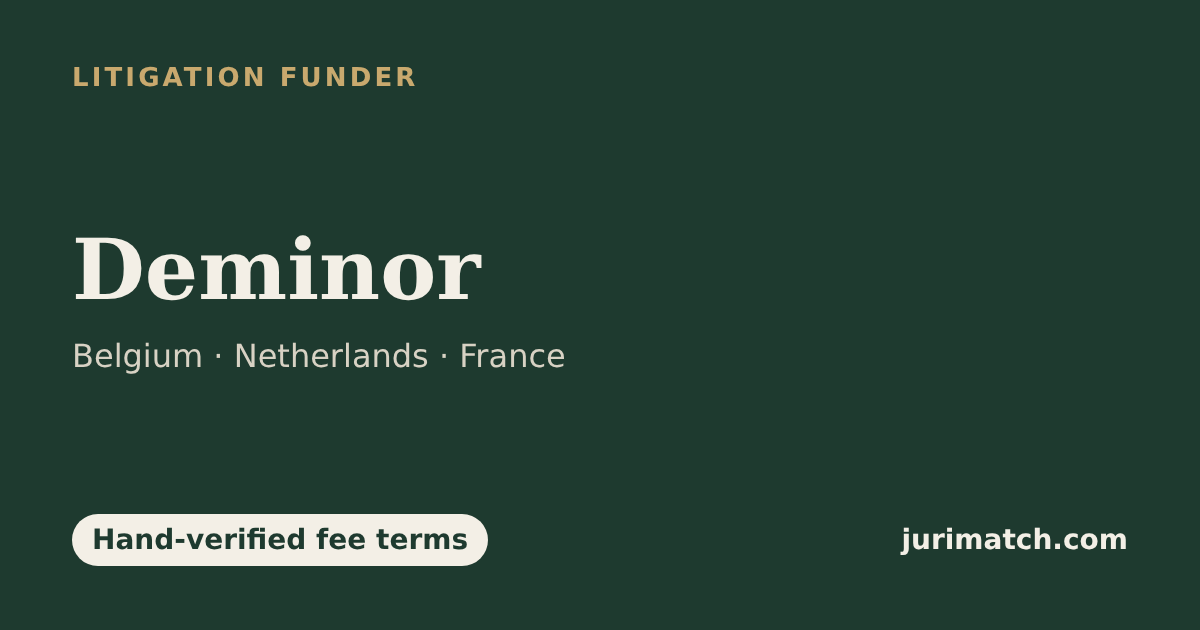 LITIGATION FUNDER
Deminor
Belgium · Netherlands · France
Hand-verified fee terms
jurimatch.com